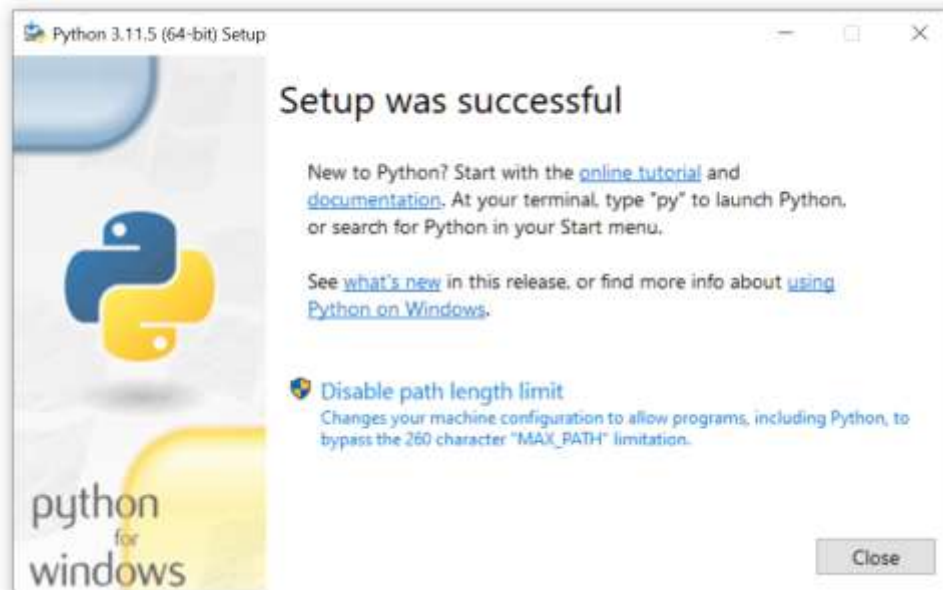 Python 3.11.5 (64-bit) Setup
Setup was successful
New to Python? Start with the online tutorial and
documentation. At your terminal, type "py" to launch Python,
or search for Python in your Start menu.
See what's new in this release, or find more info about using
Python on Windows.
Disable path length limit
Changes your machine configuration to allow programs, including Python, to
bypass the 260 character "MAX_PATH" limitation.
python
for
windows
Close